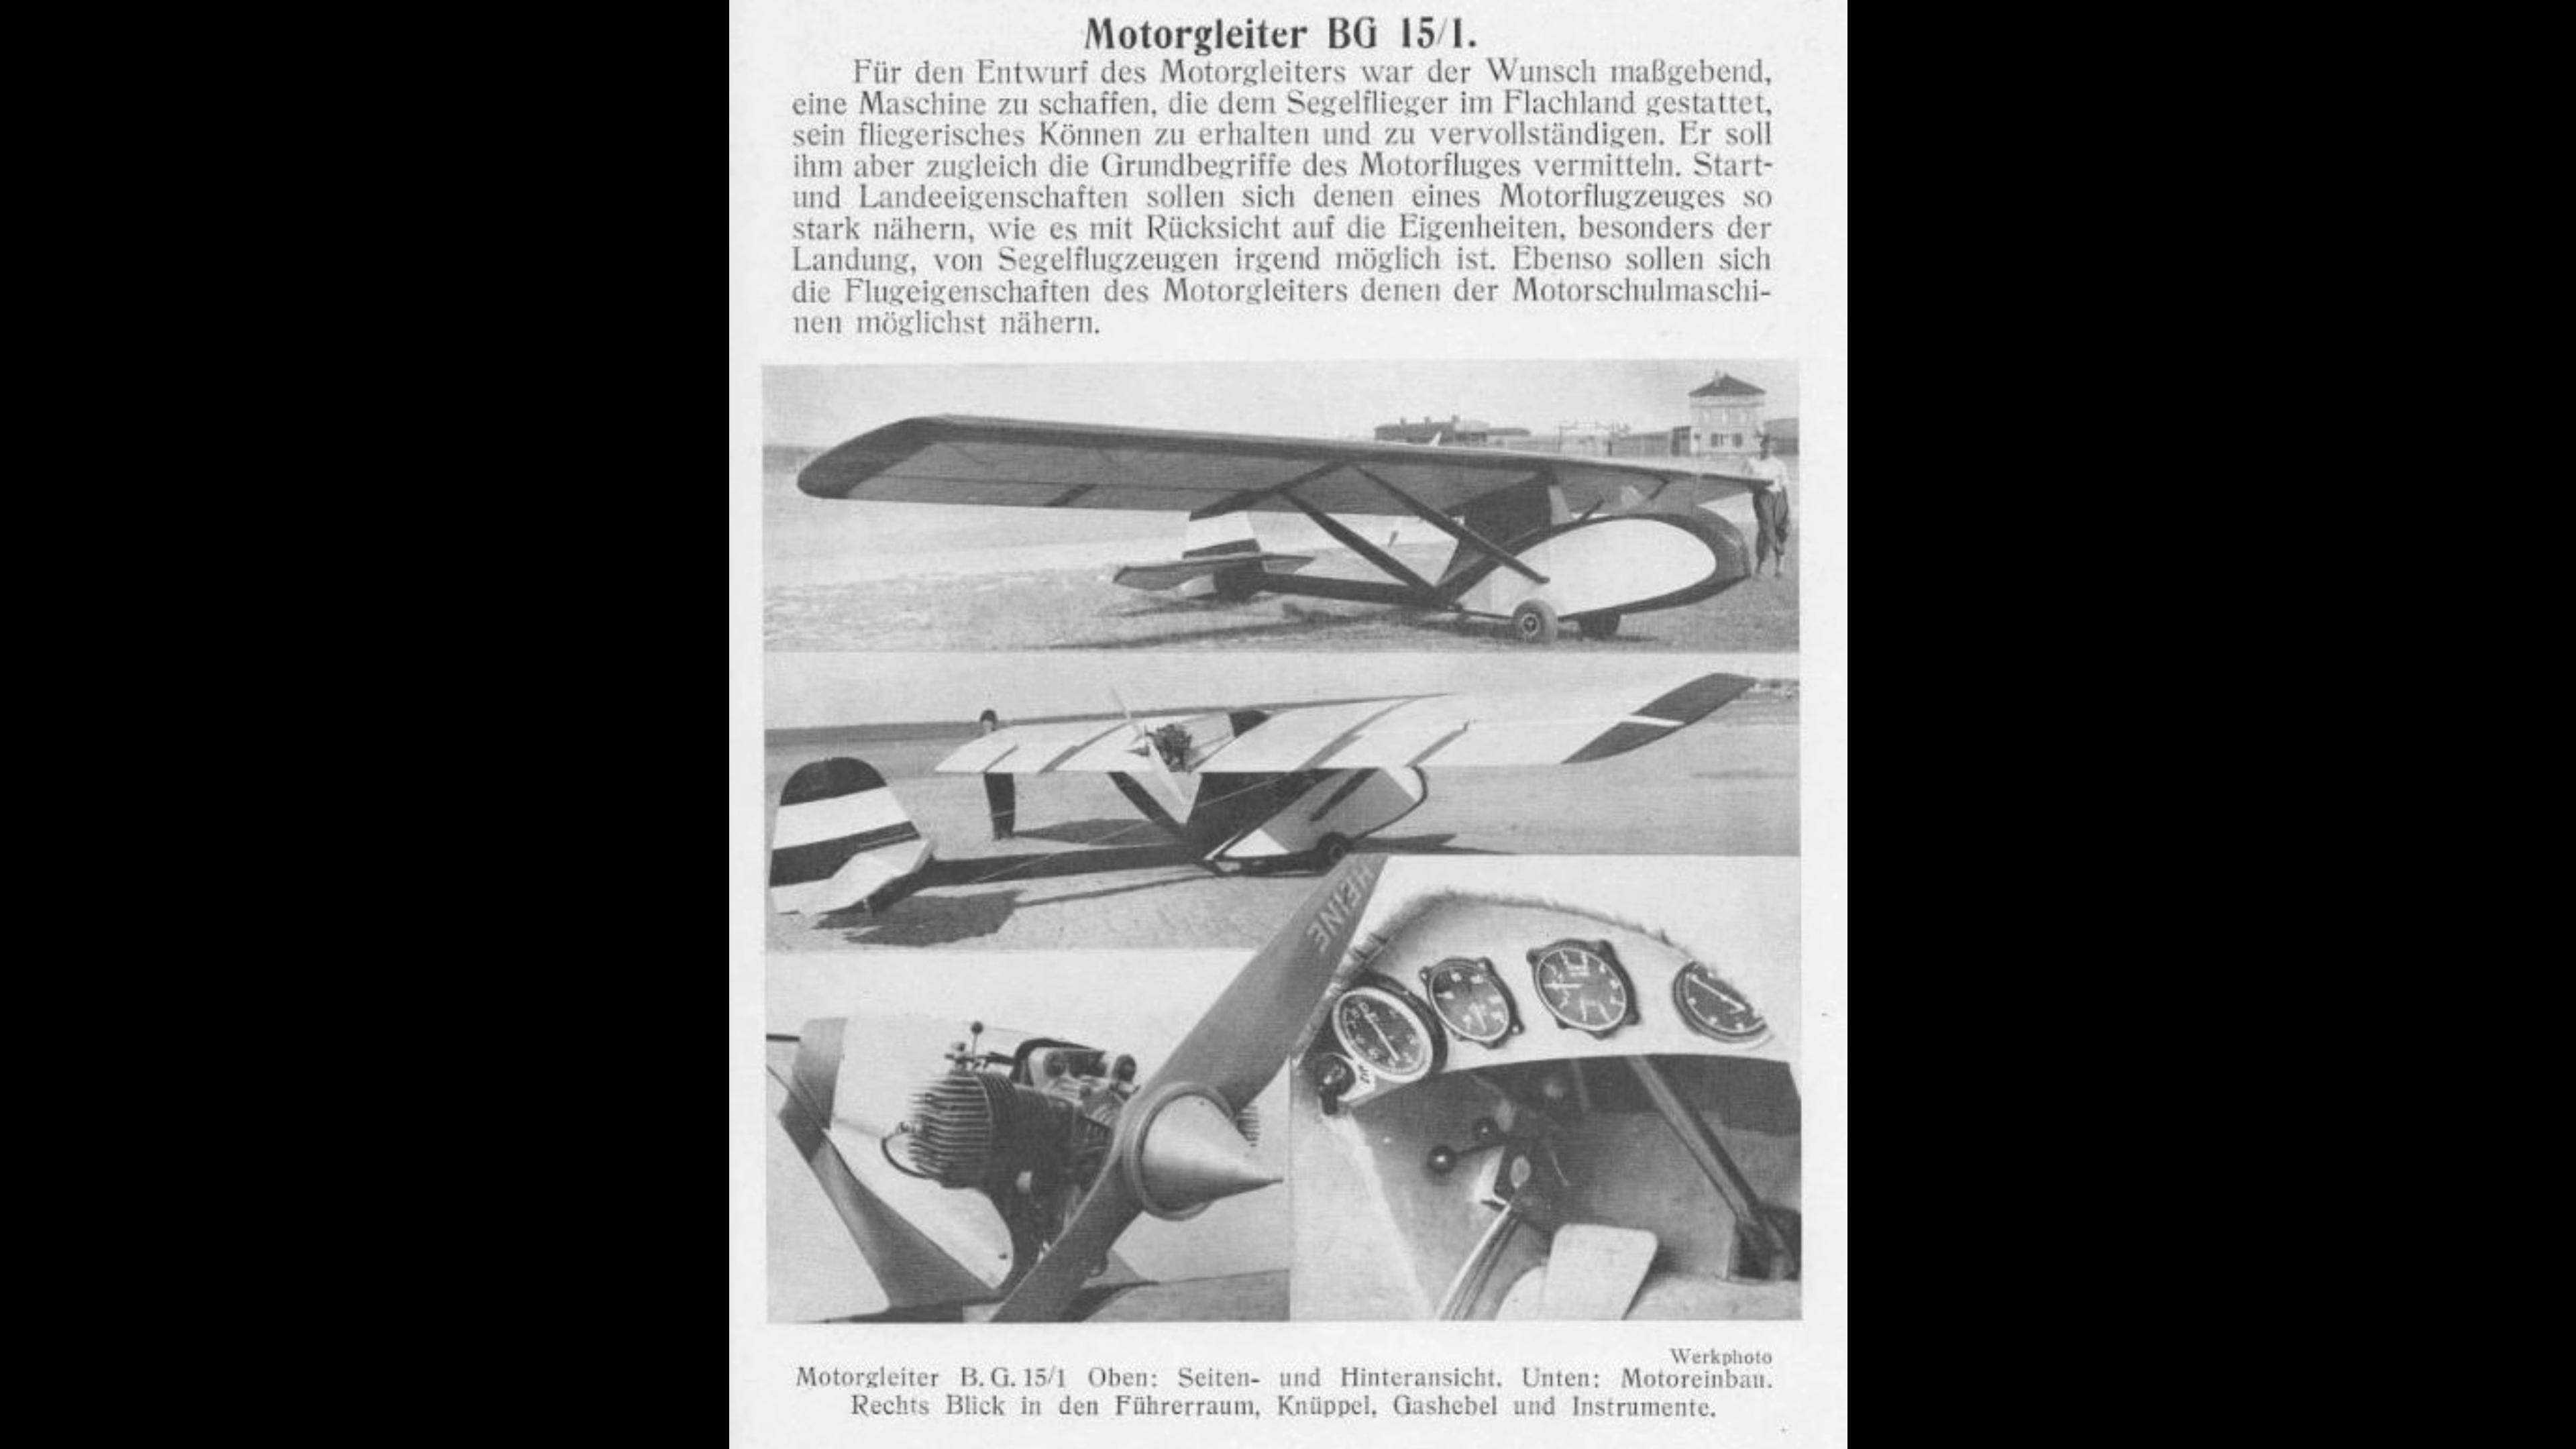 Motorgleiter BG 15/1.
Für den Entwurf des Motorgleiters war der Wunsch maßgebend,
eine Maschine zu schaffen, die dem Segelflieger im Flachland gestattet,
sein fliegerisches Können zu erhalten und zu vervollständigen. Er soll
ihm aber zugleich die Grundbegriffe des Motorfluges vermitteln. Start-
und Landeeigenschaften sollen sich denen eines Motorflugzeuges so
stark nähern, wie es mit Rücksicht auf die Eigenheiten, besonders der
Landung, von Segelflugzeugen irgend möglich ist. Ebenso sollen sich
die Flugeigenschaften des Motorgleiters denen der Motorschulmaschi-
nen möglichst nähern.
HEINE
Werkphoto
Motorgleiter B. G. 15/1 Oben: Seiten- und Hinteransicht. Unten: Motoreinbau.
Rechts Blick in den Führerraum, Knüppel, Gashebel und Instrumente.